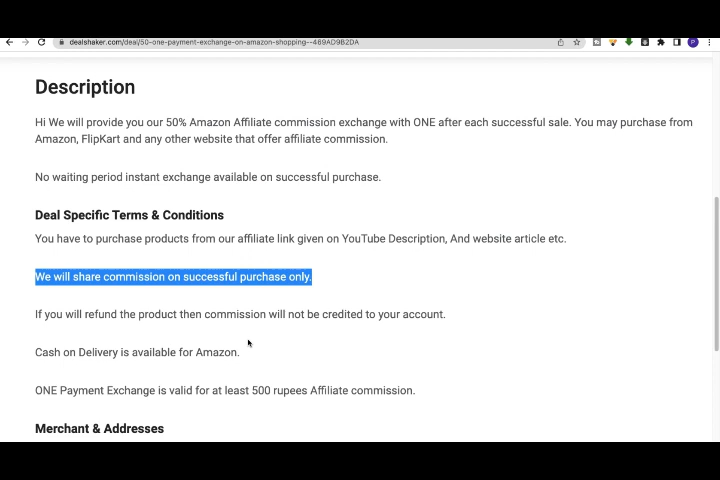 dealshaker.com/deal/50-one-payment-exchange-on-amazon-shopping--469AD9B2DA
Description
Hi We will provide you our 50% Amazon Affiliate commission exchange with ONE after each successful sale. You may purchase from
Amazon, FlipKart and any other website that offer affiliate commission.
No waiting period instant exchange available on successful purchase.
Deal Specific Terms & Conditions
You have to purchase products from our affiliate link given on YouTube Description, And website article etc.
We will share commission on successful purchase only.
If you will refund the product then commission will not be credited to your account.
Cash on Delivery is available for Amazon.
ONE Payment Exchange is valid for at least 500 rupees Affiliate commission.
Merchant & Addresses